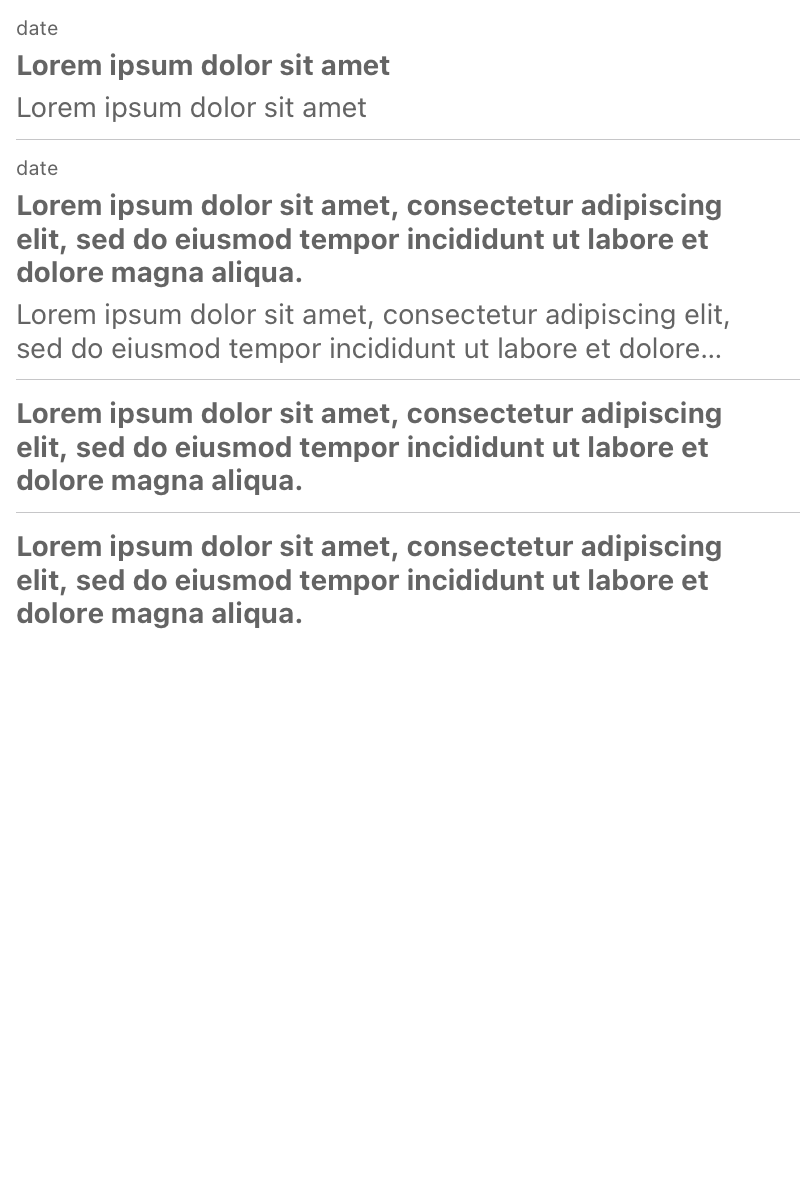 date
Lorem ipsum dolor sit amet
Lorem ipsum dolor sit amet
date
Lorem ipsum dolor sit amet, consectetur adipiscing
elit, sed do eiusmod tempor incididunt ut labore et
dolore magna aliqua.
Lorem ipsum dolor sit amet, consectetur adipiscing elit,
sed do eiusmod tempor incididunt ut labore et dolore...
Lorem ipsum dolor sit amet, consectetur adipiscing
elit, sed do eiusmod tempor incididunt ut labore et
dolore magna aliqua.
Lorem ipsum dolor sit amet, consectetur adipiscing
elit, sed do eiusmod tempor incididunt ut labore et
dolore magna aliqua.